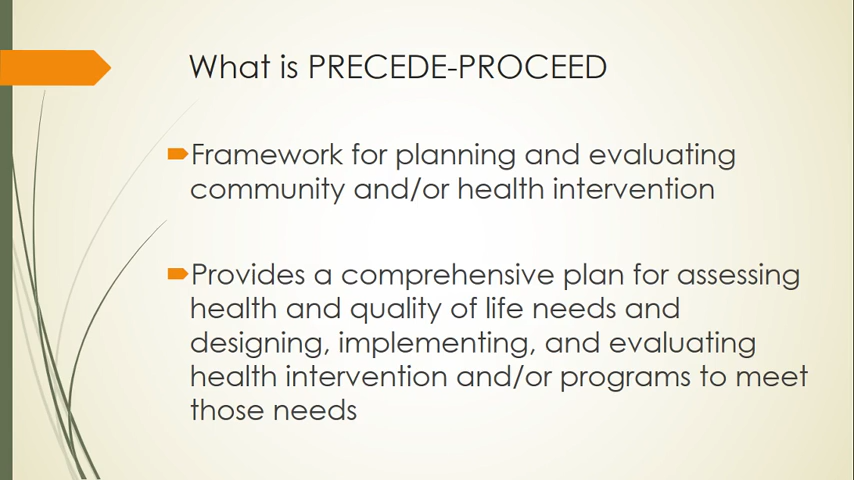 What is PRECEDE-PROCEED
Framework for planning and evaluating
community and/or health intervention
Provides a comprehensive plan for assessing
health and quality of life needs and
designing, implementing, and evaluating
health intervention and/or programs to meet
those needs